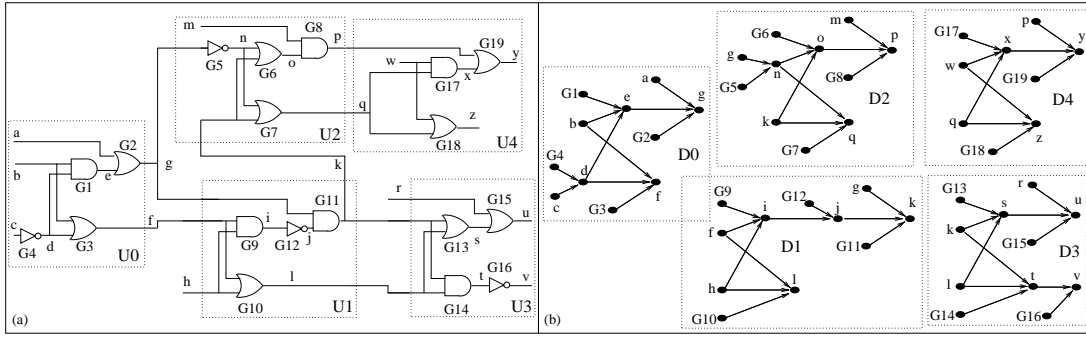 m
n
G8
p
G5
G6
o
G7
U2
w
G19
y
G17
x
q
z
G18
U4
a
G2
b
G1
e
g
c
G4
d
G3
f
U0
k
r
G11
i
G9
G12
j
h
G10
l
U1
G15
u
G13
s
G16
t
v
G14
U3
(a)
m
G6
o
p
g
n
G5
G8
D2
k
q
G7
p
G17
x
y
w
G19
D4
q
z
G18
a
G1
e
g
b
G2
G4
d
D0
c
G3
f
G9
i
G12
j
g
k
f
D1
G11
h
l
G10
G13
s
r
u
k
G15
D3
l
t
v
G14
G16
(b)